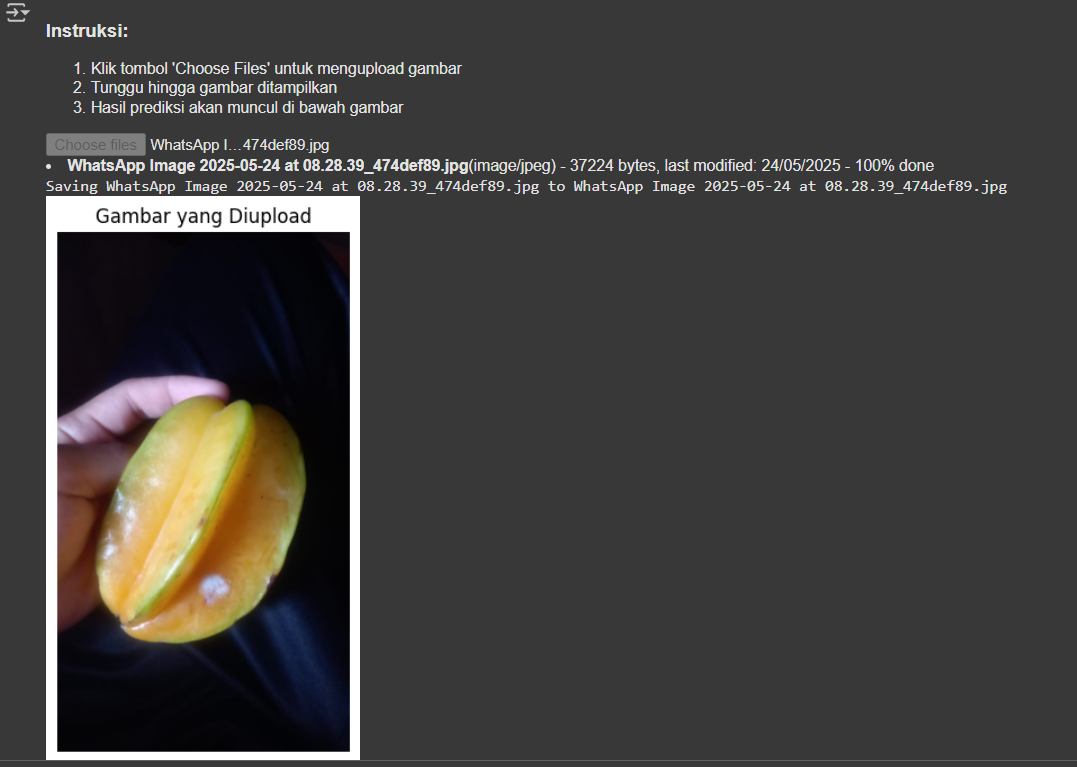 Instruksi:
1. Klik tombol 'Choose Files' untuk mengupload gambar
2. Tunggu hingga gambar ditampilkan
3. Hasil prediksi akan muncul di bawah gambar
Choose files WhatsApp I...474def89.jpg
• WhatsApp Image 2025-05-24 at 08.28.39_474def89.jpg(image/jpeg) - 37224 bytes, last modified: 24/05/2025 - 100% done
Saving WhatsApp Image 2025-05-24 at 08.28.39_474def89.jpg to WhatsApp Image 2025-05-24 at 08.28.39_474def89.jpg
Gambar yang Diupload